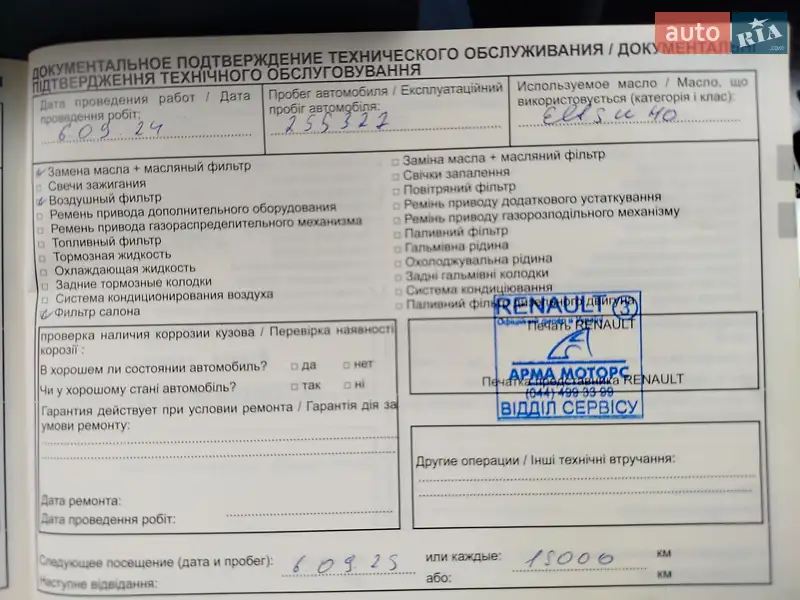 auto RIA .com
ДОКУМЕНТАЛЬНОЕ ПОДТВЕРЖДЕНИЕ ТЕХНИЧЕСКОГО ОБСЛУЖИВАНИЯ / ДОКУМЕНТАЛЬНЕ
ПІДТВЕРДЖЕННЯ ТЕХНІЧНОГО ОБСЛУГОВУВАННЯ
Дата проведения работ / Дата
проведення робіт:
6 09 24
Пробег автомобиля / Експлуатаційний
пробіг автомобіля:
255327
Используемое масло / Масло, що
використовується (категорія і клас):
Замена масла + масляный фильтр
Свечи зажигания
Воздушный фильтр
Ремень привода дополнительного оборудования
Ремень привода газораспределительного механизма
Топливный фильтр
Тормозная жидкость
Охлаждающая жидкость
Задние тормозные колодки
Система кондиционирования воздуха
Фильтр салона
Заміна масла + масляний фільтр
Свічки запалення
Повітряний фільтр
Ремінь приводу додаткового устаткування
Ремінь приводу газорозподільного механізму
Паливний фільтр
Гальмівна рідина
Охолоджувальна рідина
Задні гальмівні колодки
Система кондиціювання
Паливний фільтр дизельного двигуна
проверка наличия коррозии кузова / Перевірка наявності
корозії :
В хорошем ли состоянии автомобиль? да нет
Чи у хорошому стані автомобіль? так ні
Гарантия действует при условии ремонта / Гарантія діє за
умови ремонту:
Дата ремонта:
Дата проведення робіт:
Печать RENAULT
Печатка представника RENAULT
RENAULT 3
АРМА МОТОРС
(044) 499 33 99
ВІДДІЛ СЕРВІСУ
Другие операции / Інші технічні втручання:
Следующее посещение (дата и пробег): 6 09 25 или каждые: 15000 км
Наступне відвідання: або: км